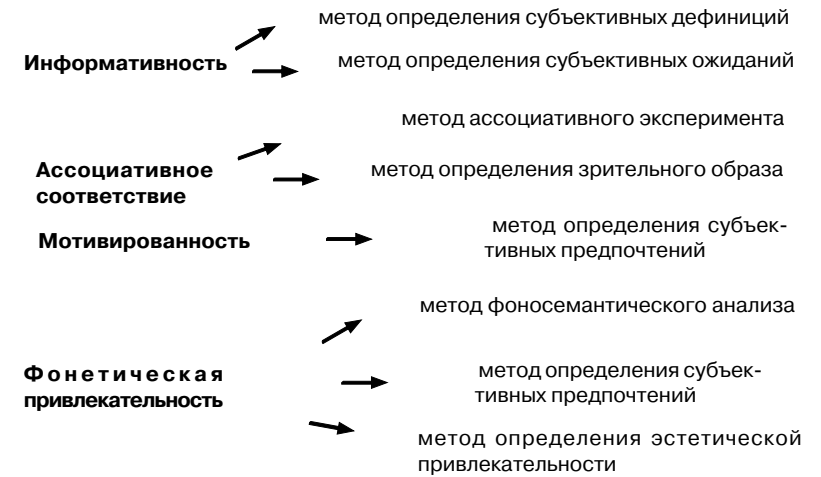 метод определения субъективных дефиниций
Информативность
метод определения субъективных ожиданий
метод ассоциативного эксперимента
Ассоциативное
соответствие
метод определения зрительного образа
Мотивированность
метод определения субъек-
тивных предпочтений
метод фоносемантического анализа
Фонетическая
привлекательность
метод определения субъек-
тивных предпочтений
метод определения эстетической
привлекательности